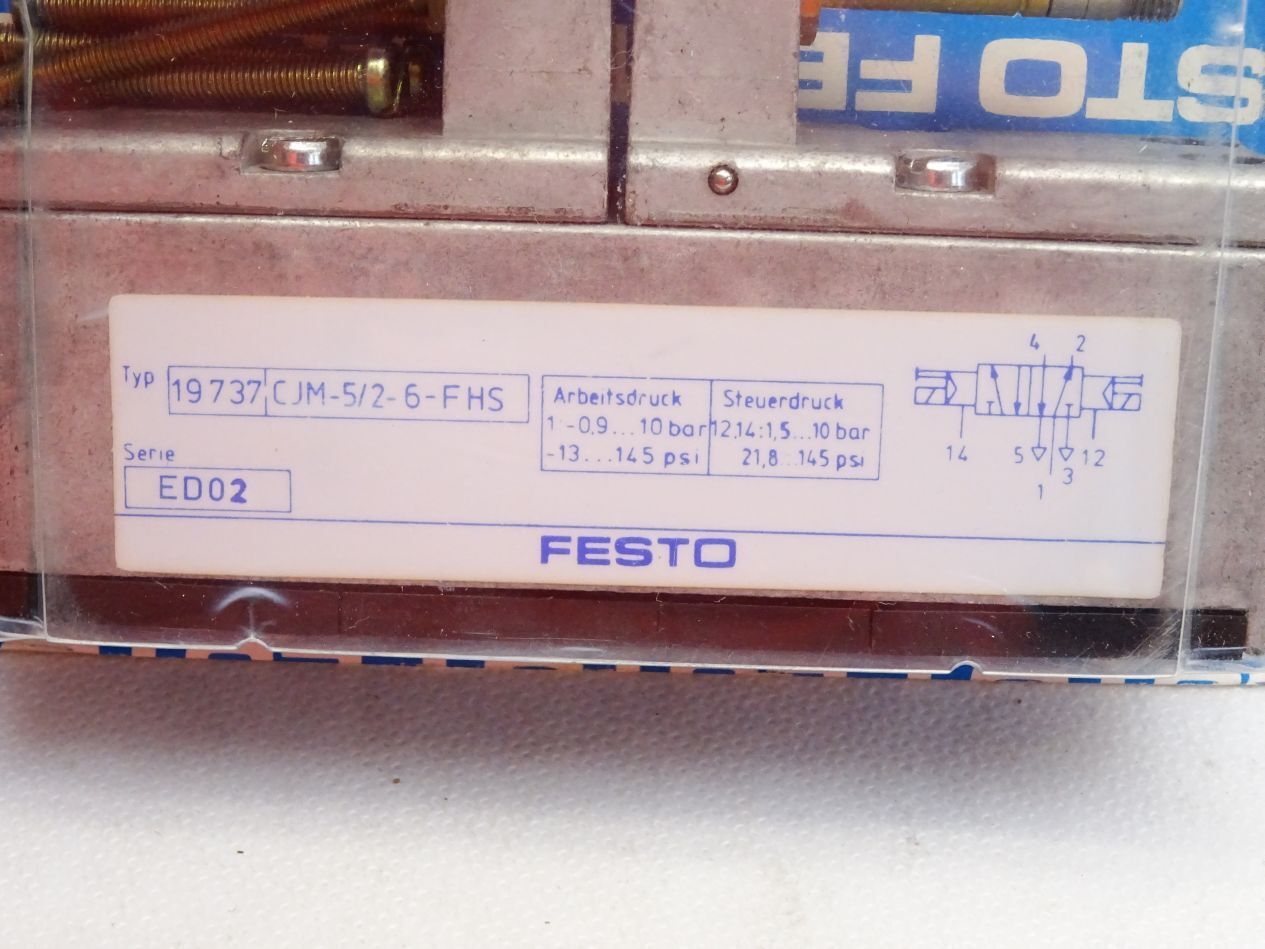 STO FE
Typ 19737 CJM-5/2-6-FHS
Serie
ED02
Arbeitsdruck
1 -0,9...10 bar
-13...145 psi
Steuerdruck
12,14:1,5...10 bar
21,8...145 psi
4 2
14 5 3 12
1
FESTO